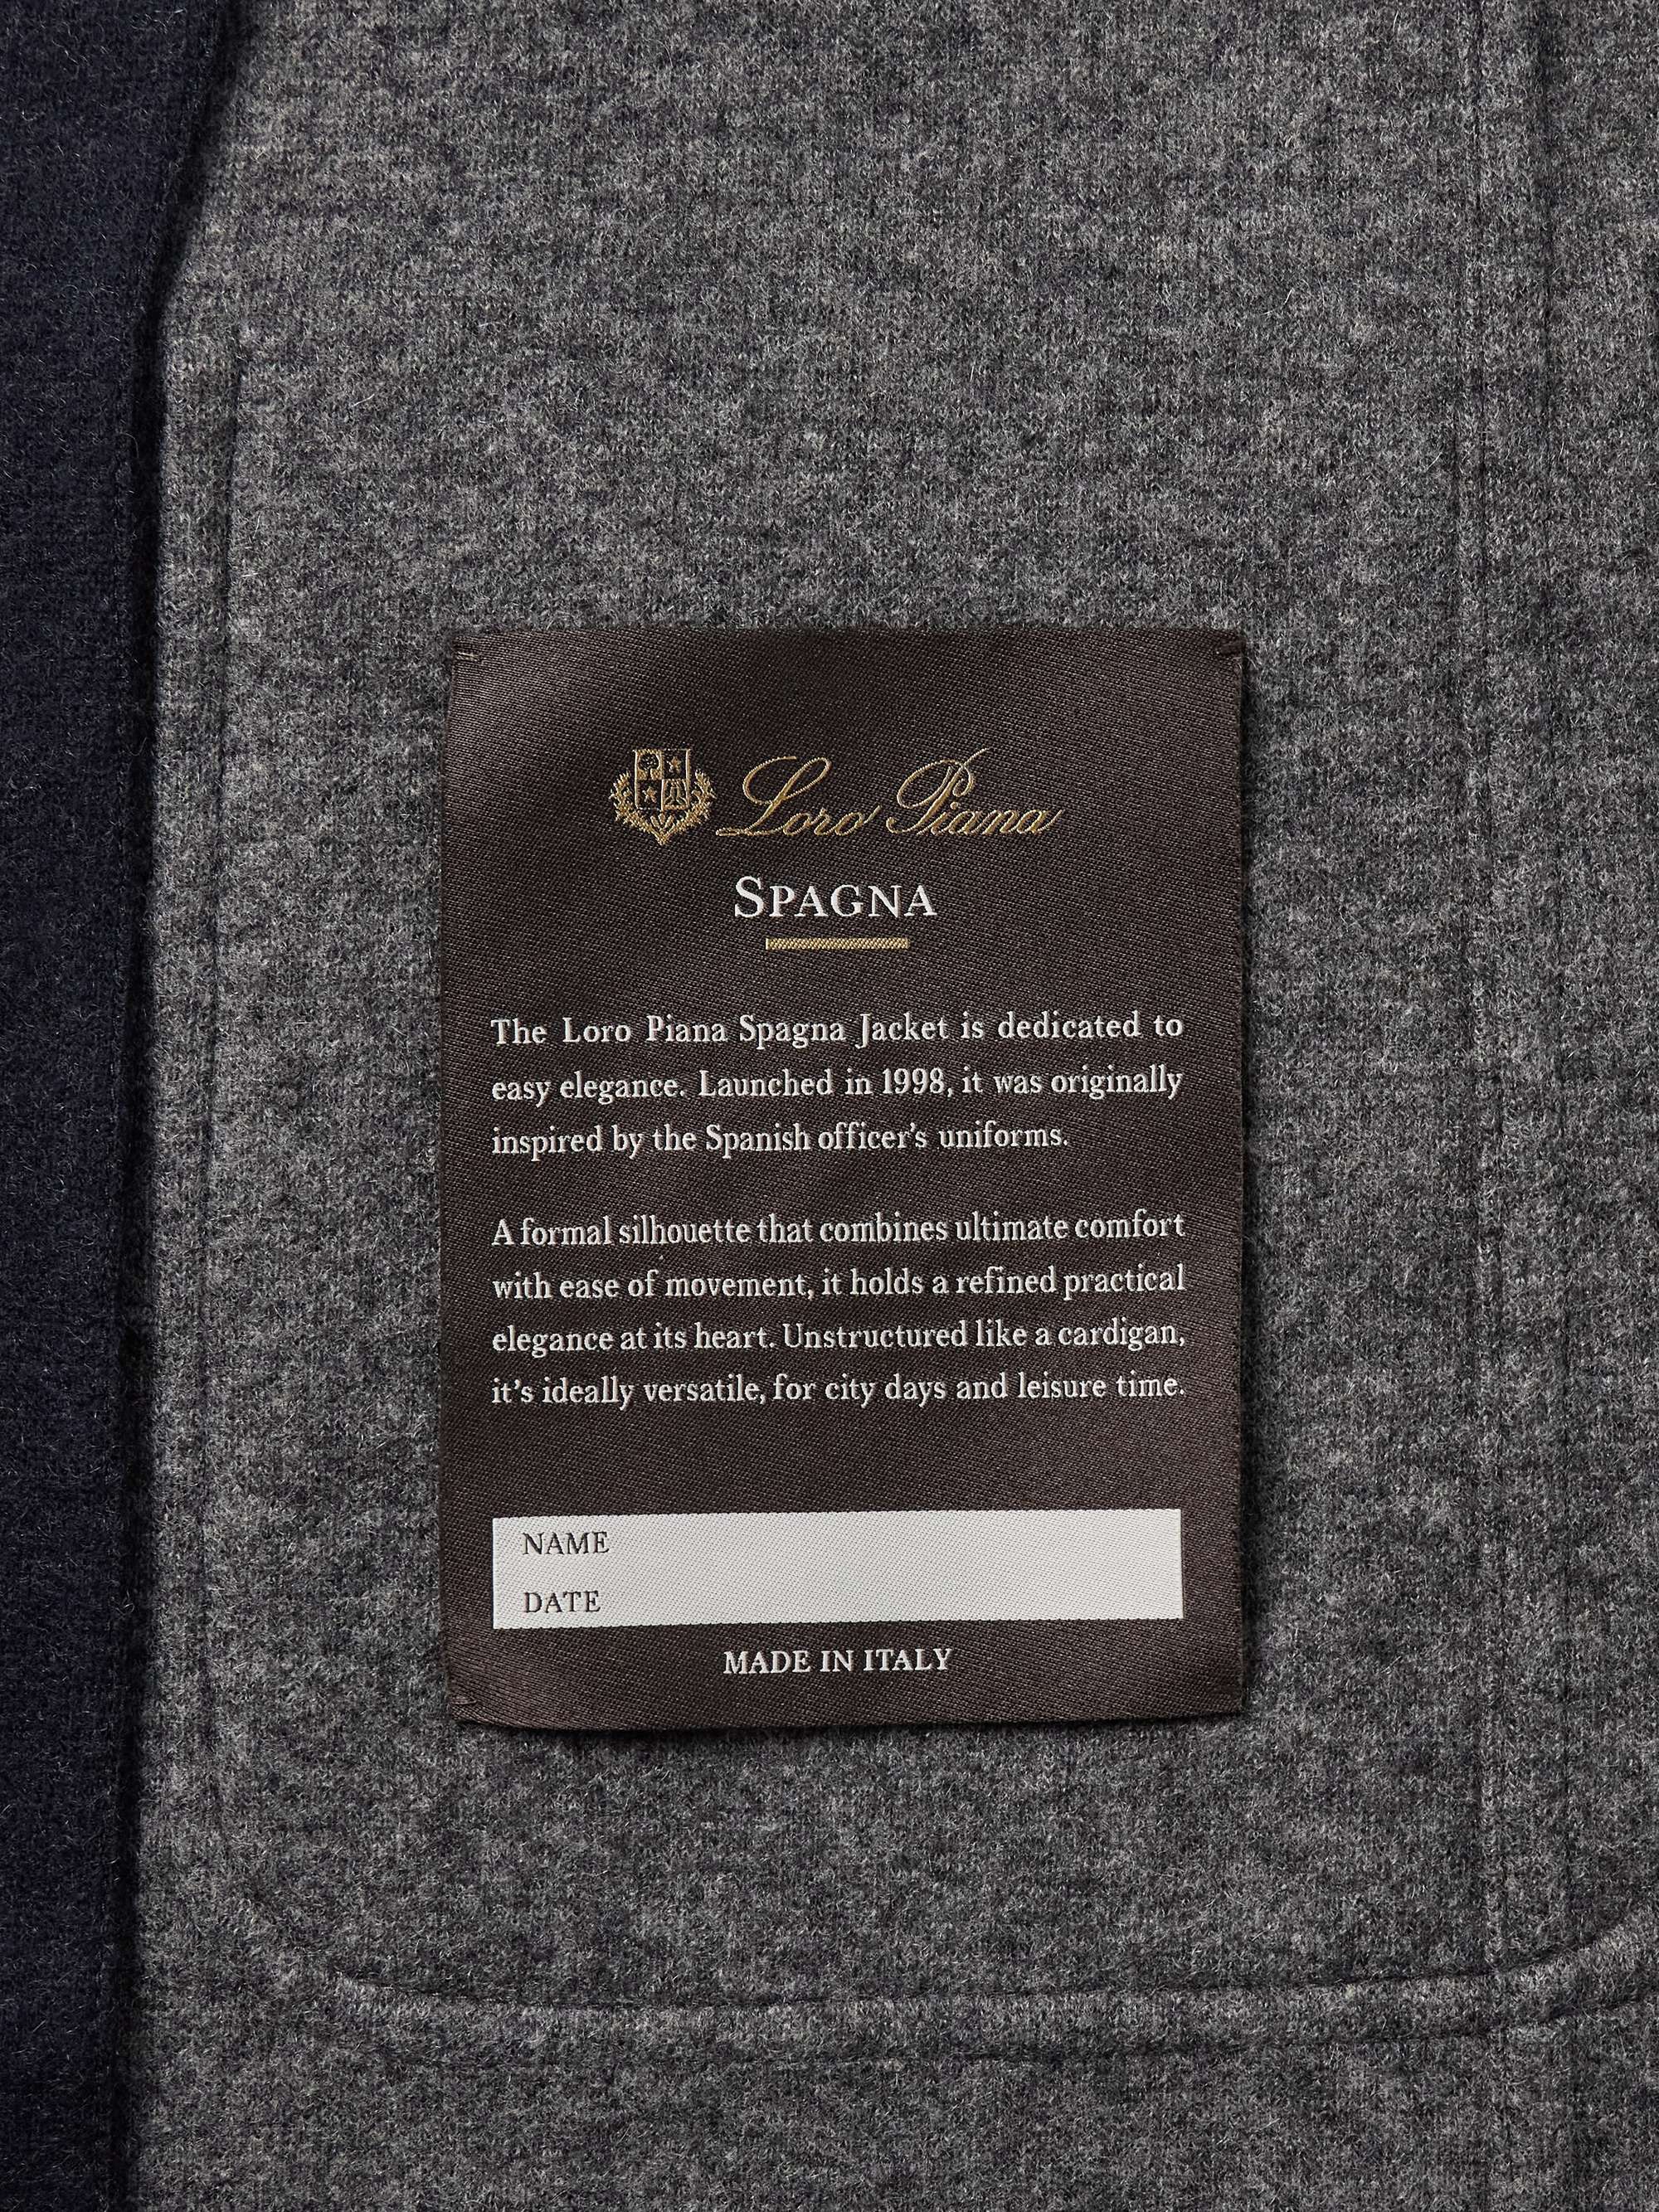 Loro Piana
SPAGNA
The Loro Piana Spagna Jacket is dedicated to
easy elegance. Launched in 1998, it was originally
inspired by the Spanish officer's uniforms.
A formal silhouette that combines ultimate comfort
with ease of movement, it holds a refined practical
elegance at its heart. Unstructured like a cardigan,
it's ideally versatile, for city days and leisure time.
NAME
DATE
MADE IN ITALY